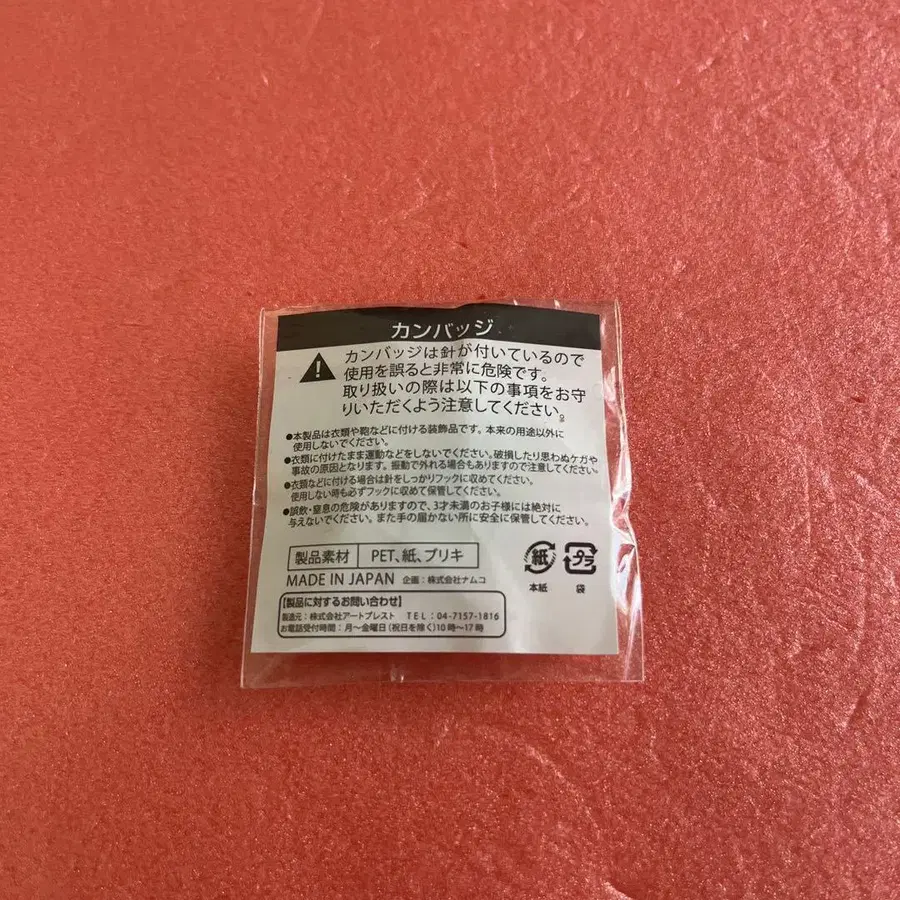 カンバッジ
カンバッジは針が付いているので
使用を誤ると非常に危険です。
取り扱いの際は以下の事項をお守
りいただくよう注意してください。
●本製品は衣類や鞄などに付ける装飾品です。本来の用途以外に
使用しないでください。
●衣類に付けたまま運動などをしないでください。破損したり思わぬケガや
事故の原因となります。振動で外れる場合もありますので注意してください。
●衣類などに付ける場合は針をしっかりフックに収めてください。
使用しない時も必ずフックに収めて保管してください。
●誤飲・窒息の危険がありますので、3才未満のお子様には絶対に
与えないでください。また手の届かない所に安全に保管してください。
製品素材 PET、紙、ブリキ
MADE IN JAPAN 企画：株式会社ナムコ
紙 プラ
本紙 袋
【製品に対するお問い合わせ】
製造元：株式会社アートプレスト TEL：04-7157-1816
お電話受付時間：月～金曜日（祝日を除く）10時～17時